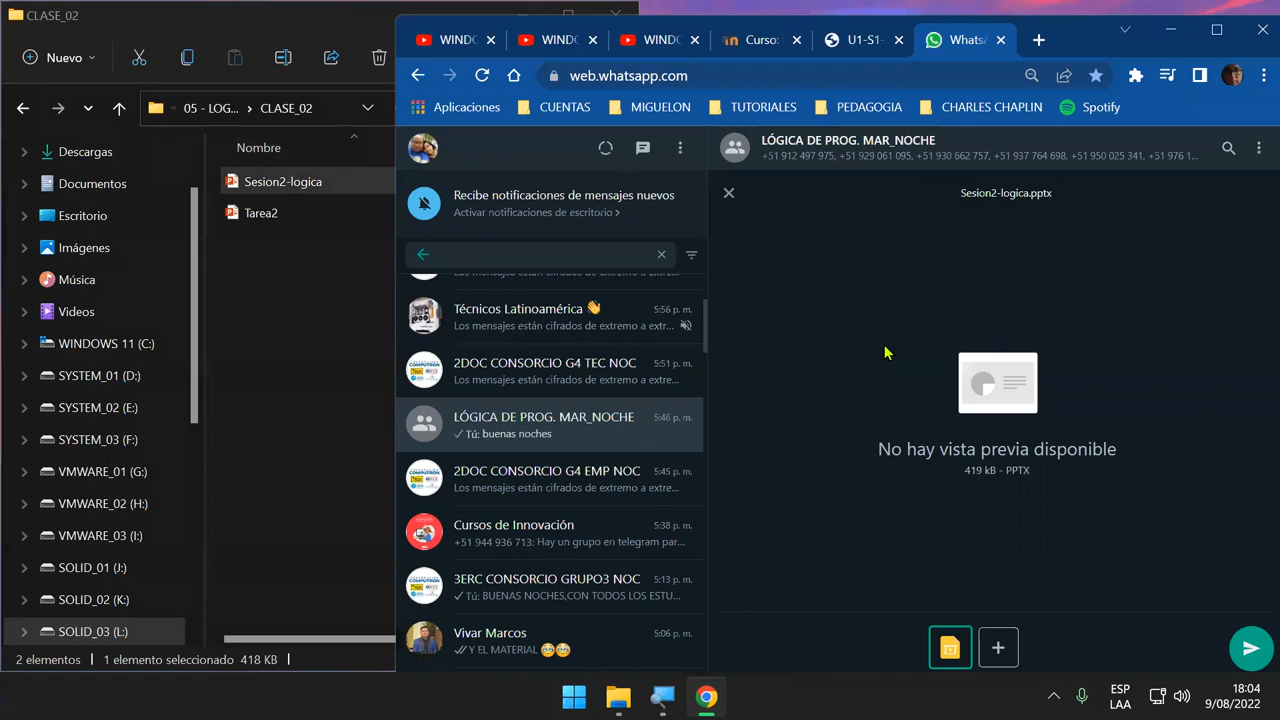 CLASE_02
Nuevo
05 - LOG...
CLASE_02
Descargas
Documentos
Escritorio
Imágenes
Música
Videos
WINDOWS 11 (C:)
SYSTEM_01 (D:)
SYSTEM_02 (E:)
SYSTEM_03 (F:)
VMWARE_01 (G:)
VMWARE_02 (H:)
VMWARE_03 (I:)
SOLID_01 (J:)
SOLID_02 (K:)
SOLID_03 (L:)
Nombre
Sesion2-logica
Tarea2
2 elementos
1 elemento seleccionado 418 KB
WINDO
WINDO
WINDO
Curso:
U1-S1-
Whats
web.whatsapp.com
Aplicaciones
CUENTAS
MIGUELON
TUTORIALES
PEDAGOGIA
CHARLES CHAPLIN
Spotify
Recibe notificaciones de mensajes nuevos
Activar notificaciones de escritorio
Los mensajes están cifrados de extremo a extre...
Técnicos Latinoamérica 👋
5:56 p. m.
Los mensajes están cifrados de extremo a extr...
2DOC CONSORCIO G4 TEC NOC
5:51 p. m.
Los mensajes están cifrados de extremo a extre...
LÓGICA DE PROG. MAR_NOCHE
5:46 p. m.
Tú: buenas noches
2DOC CONSORCIO G4 EMP NOC
5:45 p. m.
Los mensajes están cifrados de extremo a extre...
Cursos de Innovación
5:38 p. m.
+51 944 936 713: Hay un grupo en telegram par...
3ERC CONSORCIO GRUPO3 NOC
5:13 p. m.
Tú: BUENAS NOCHES,CON TODOS LOS ESTU...
Vivar Marcos
5:06 p. m.
Y EL MATERIAL 😂😂
LÓGICA DE PROG. MAR_NOCHE
+51 912 497 975, +51 929 061 095, +51 930 662 757, +51 937 764 698, +51 950 025 341, +51 976 1...
Sesion2-logica.pptx
No hay vista previa disponible
419 kB - PPTX
ESP
LAA
18:04
9/08/2022